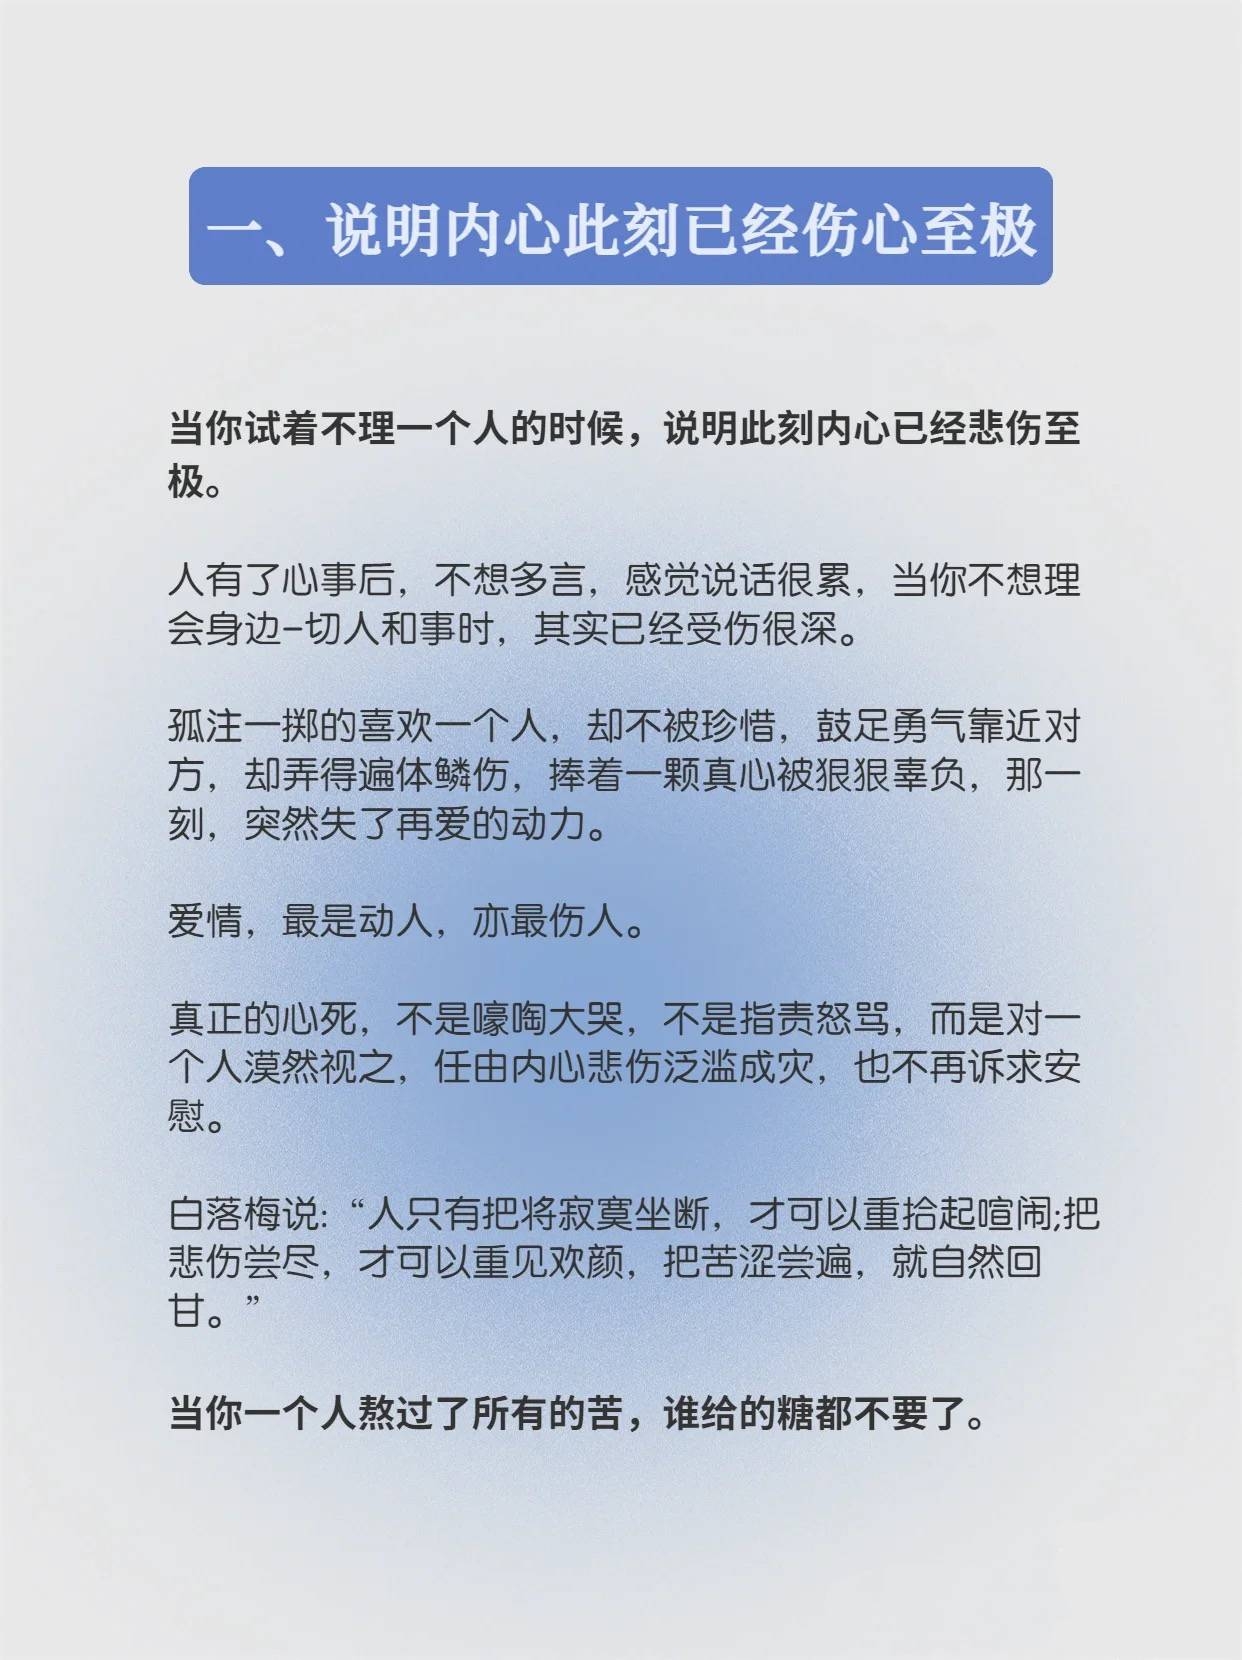 一、说明内心此刻已经伤心至极
当你试着不理一个人的时候，说明此刻内心已经悲伤至
极。
人有了心事后，不想多言，感觉说话很累，当你不想理
会身边-切人和事时，其实已经受伤很深。
孤注一掷的喜欢一个人，却不被珍惜，鼓足勇气靠近对
方，却弄得遍体鳞伤，捧着一颗真心被狠狠辜负，那一
刻，突然失了再爱的动力。
爱情，最是动人，亦最伤人。
真正的心死，不是嚎啕大哭，不是指责怒骂，而是对一
个人漠然视之，任由内心悲伤泛滥成灾，也不再诉求安
慰。
白落梅说:“人只有把将寂寞坐断，才可以重拾起喧闹;把
悲伤尝尽，才可以重见欢颜，把苦涩尝遍，就自然回
甘。”
当你一个人熬过了所有的苦，谁给的糖都不要了。